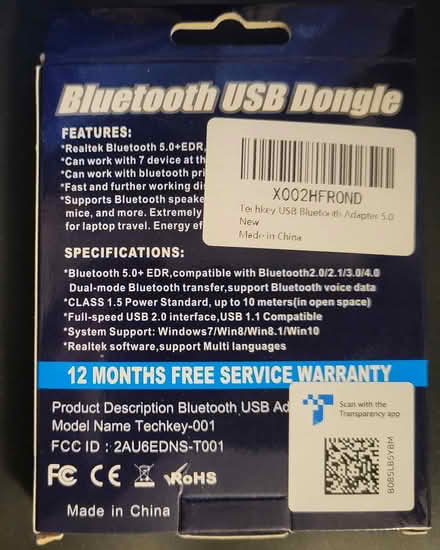 Bluetooth USB Dongle
FEATURES:
*Realtek Bluetooth 5.0+EDR,
*Can work with 7 device at th
*Can work with bluetooth pri
*Fast and further working di
*Supports Bluetooth speake
mice, and more. Extremely
for laptop travel. Energy ef
X002HFR0ND
Techkey USB Bluetooth Adapter 5.0
New
Made in China
SPECIFICATIONS:
*Bluetooth 5.0+ EDR,compatible with Bluetooth2.0/2.1/3.0/4.0
Dual-mode Bluetooth transfer,support Bluetooth voice data
*CLASS 1.5 Power Standard, up to 10 meters(in open space)
*Full-speed USB 2.0 interface,USB 1.1 Compatible
*System Support: Windows7/Win8/Win8.1/Win10
*Realtek software,support Multi languages
12 MONTHS FREE SERVICE WARRANTY
Product Description Bluetooth USB Ad
Model Name Techkey-001
FCC ID : 2AU6EDNS-T001
FC CE RoHS
Made in China
Scan with the
Transparency app